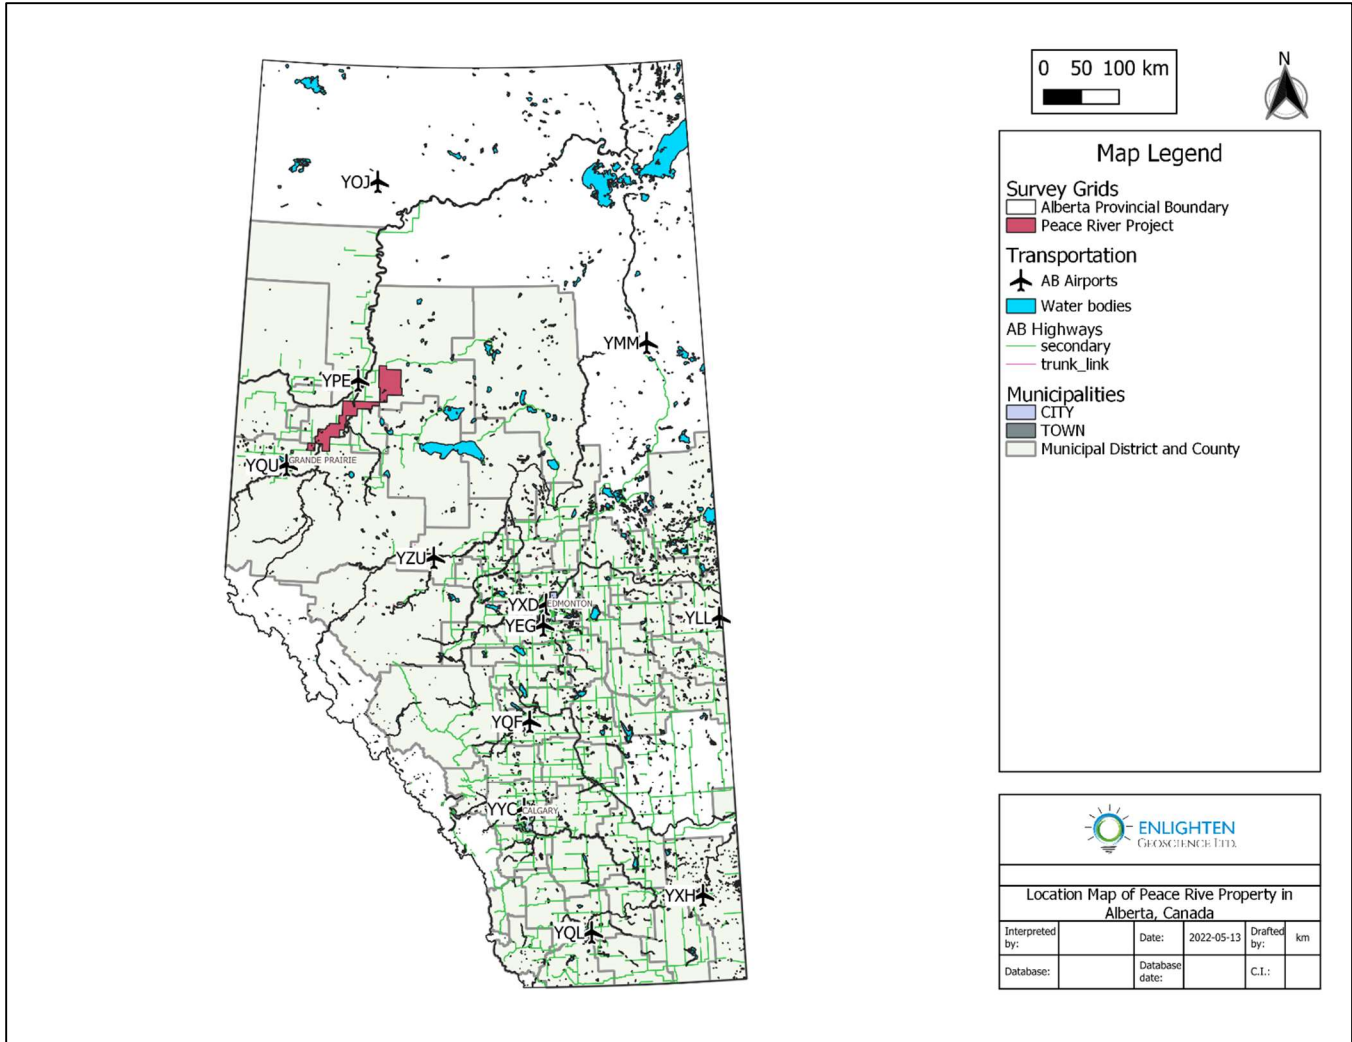 0 50 100 km
N
Map Legend
Survey Grids
Alberta Provincial Boundary
Peace River Project
Transportation
AB Airports
Water bodies
AB Highways
secondary
trunk_link
Municipalities
CITY
TOWN
Municipal District and County
YOJ
YMM
YPE
YQU
GRANDE PRAIRIE
YZU
YXD
EDMONTON
YEG
YLL
YQF
YYC
CALGARY
YXH
YQL
ENLIGHTEN
GEOSCIENCE LTD.
Location Map of Peace Rive Property in
Alberta, Canada
Interpreted
by:
Date:
2022-05-13
Drafted
by:
km
Database:
Database
date:
C.I.: